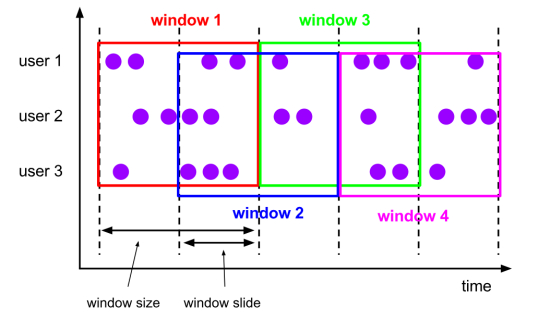 window 1
window 3
user 1
user 2
user 3
window 2
window 4
time
window size
window slide